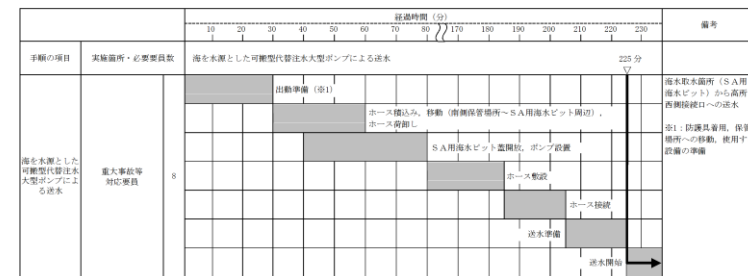 経過時間（分）
備考
10 20 30 40 50 60 70 80 170 180 190 200 210 220 230
手順の項目
実施箇所・必要要員数
海を水源とした可搬型代替注水大型ポンプによる送水
225 分
▽
海を水源とした
可搬型代替注水
大型ポンプによ
る送水
重大事故等
対応要員
8
出動準備（※1）
ホース積込み，移動（南側保管場所～ＳＡ用海水ピット周辺），
ホース荷卸し
ＳＡ用海水ピット蓋開放，ポンプ設置
ホース敷設
ホース接続
送水準備
送水開始
海水取水箇所（ＳＡ用
海水ピット）から高所
西側接続口への送水
※1：防護具着用，保管
場所への移動，使用す
設備の準備